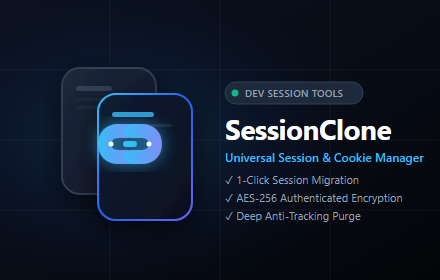 DEV SESSION TOOLS
SessionClone
Universal Session & Cookie Manager
✓ 1-Click Session Migration
✓ AES-256 Authenticated Encryption
✓ Deep Anti-Tracking Purge